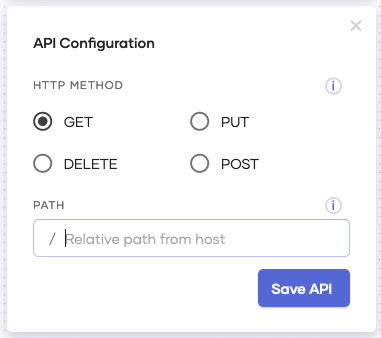 API Configuration
HTTP METHOD
GET
PUT
DELETE
POST
PATH
/ Relative path from host
Save API